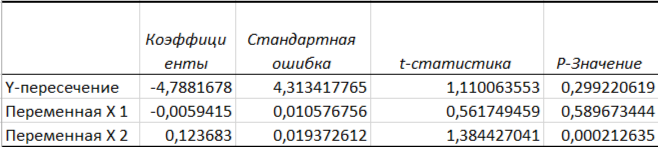 Коэффици
енты Стандартная
ошибка t-статистика P-Значение
Y-пересечение -4,7881678 4,313417765 1,110063553 0,299220619
Переменная X 1 -0,0059415 0,010576756 0,561749459 0,589673444
Переменная X 2 0,123683 0,019372612 1,384427041 0,000212635